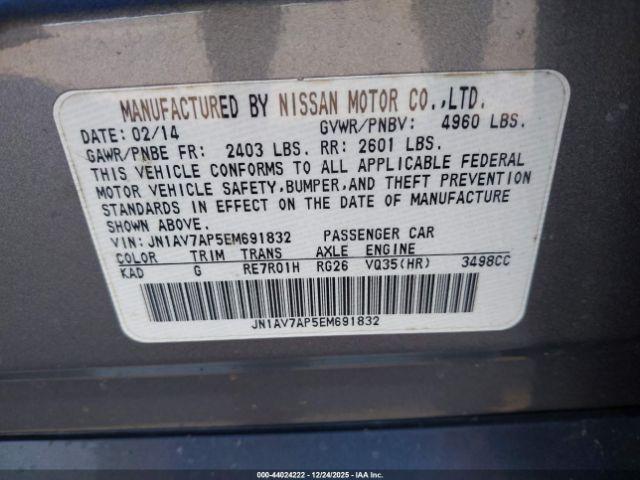 MANUFACTURED BY NISSAN MOTOR CO.,LTD.
DATE: 02/14 GVWR/PNBV: 4960 LBS.
GAWR/PNBE FR: 2403 LBS. RR: 2601 LBS.
THIS VEHICLE CONFORMS TO ALL APPLICABLE FEDERAL
MOTOR VEHICLE SAFETY,BUMPER,AND THEFT PREVENTION
STANDARDS IN EFFECT ON THE DATE OF MANUFACTURE
SHOWN ABOVE.
VIN: JN1AV7AP5EM691832 PASSENGER CAR
COLOR TRIM TRANS AXLE ENGINE
KAD G RE7R01H RG26 VQ35(HR) 3498CC
JN1AV7AP5EM691832
000-44024222 - 12/24/2025 - IAAI.COM